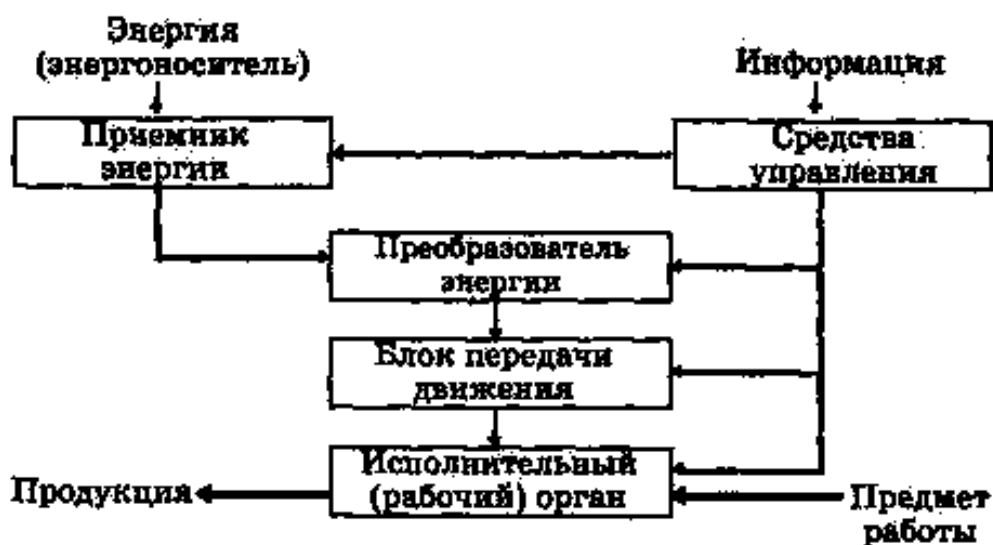 Энергия
(энергоноситель)
Информация
Приемник
энергии
Средства
управления
Преобразователь
энергии
Блок передачи
движения
Исполнительный
(рабочий) орган
Продукция
Предмет
работы